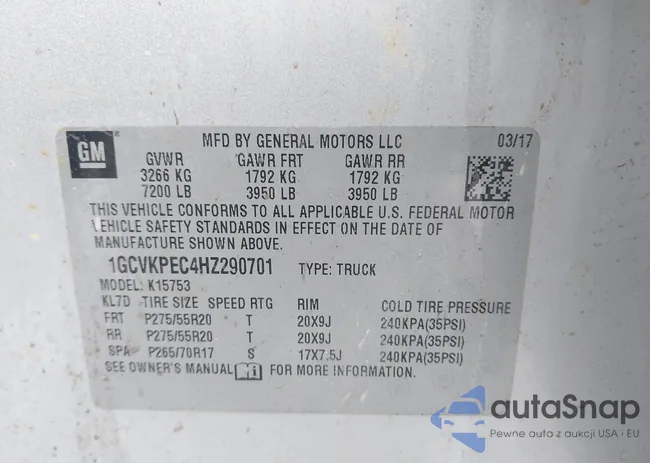 GM MFD BY GENERAL MOTORS LLC 03/17
GVWR GAWR FRT GAWR RR
3266 KG 1792 KG 1792 KG
7200 LB 3950 LB 3950 LB
THIS VEHICLE CONFORMS TO ALL APPLICABLE U.S. FEDERAL MOTOR
VEHICLE SAFETY STANDARDS IN EFFECT ON THE DATE OF
MANUFACTURE SHOWN ABOVE.
1GCVKPEC4HZ290701 TYPE: TRUCK
MODEL: K15753
KL7D TIRE SIZE SPEED RTG RIM COLD TIRE PRESSURE
FRT P275/55R20 T 20X9J 240KPA(35PSI)
RR P275/55R20 T 20X9J 240KPA(35PSI)
SPA P265/70R17 S 17X7.5J 240KPA(35PSI)
SEE OWNER'S MANUAL FOR MORE INFORMATION.
autaSnap
Pewne auta z aukcji USA i EU